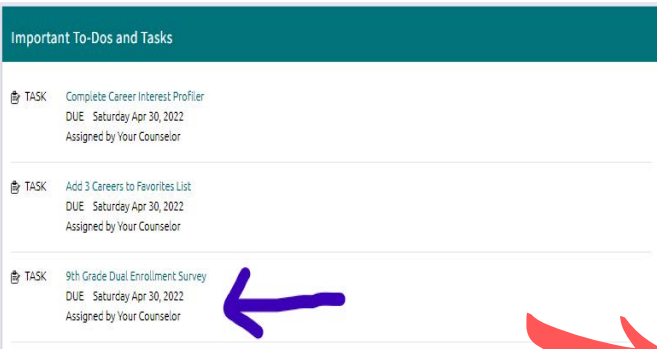 Important To-Dos and Tasks
TASK Complete Career Interest Profiler
DUE Saturday Apr 30, 2022
Assigned by Your Counselor
TASK Add 3 Careers to Favorites List
DUE Saturday Apr 30, 2022
Assigned by Your Counselor
TASK 9th Grade Dual Enrollment Survey
DUE Saturday Apr 30, 2022
Assigned by Your Counselor